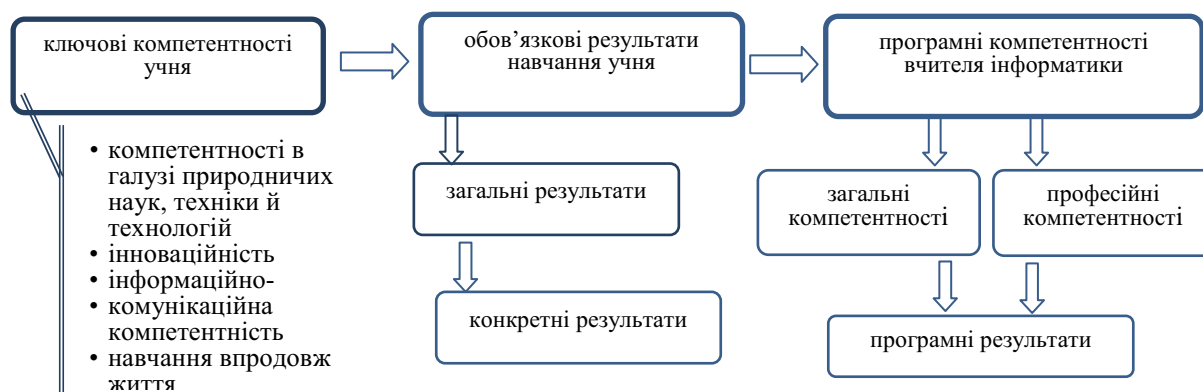 ключові компетентності
учня
обов’язкові результати
навчання учня
програмні компетентності
вчителя інформатики
• компетентності в
галузі природничих
наук, техніки й
технологій
• інноваційність
• інформаційно-
• комунікаційна
компетентність
• навчання впродовж
життя
загальні результати
конкретні результати
загальні
компетентності
професійні
компетентності
програмні результати